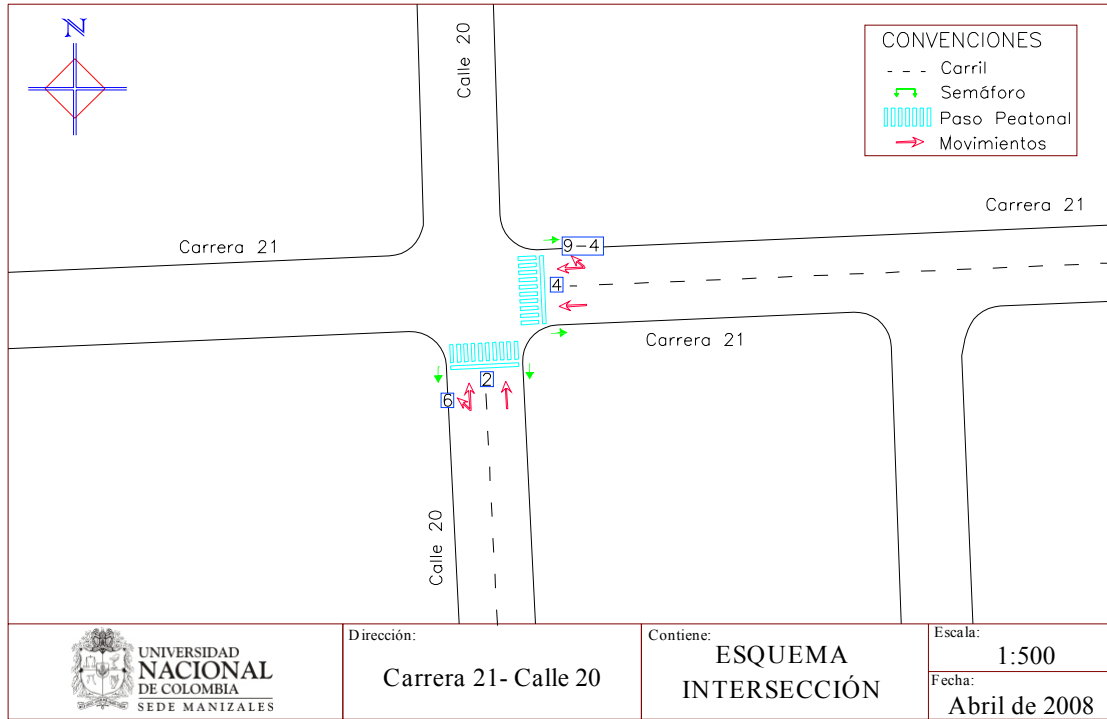 N
Calle 20
CONVENCIONES
Carril
Semáforo
Paso Peatonal
Movimientos
Carrera 21
Carrera 21
9-4
4
Carrera 21
2
6
Calle 20
UNIVERSIDAD
NACIONAL
DE COLOMBIA
SEDE MANIZALES
Dirección:
Carrera 21- Calle 20
Contiene:
ESQUEMA
INTERSECCIÓN
Escala:
1:500
Fecha:
Abril de 2008